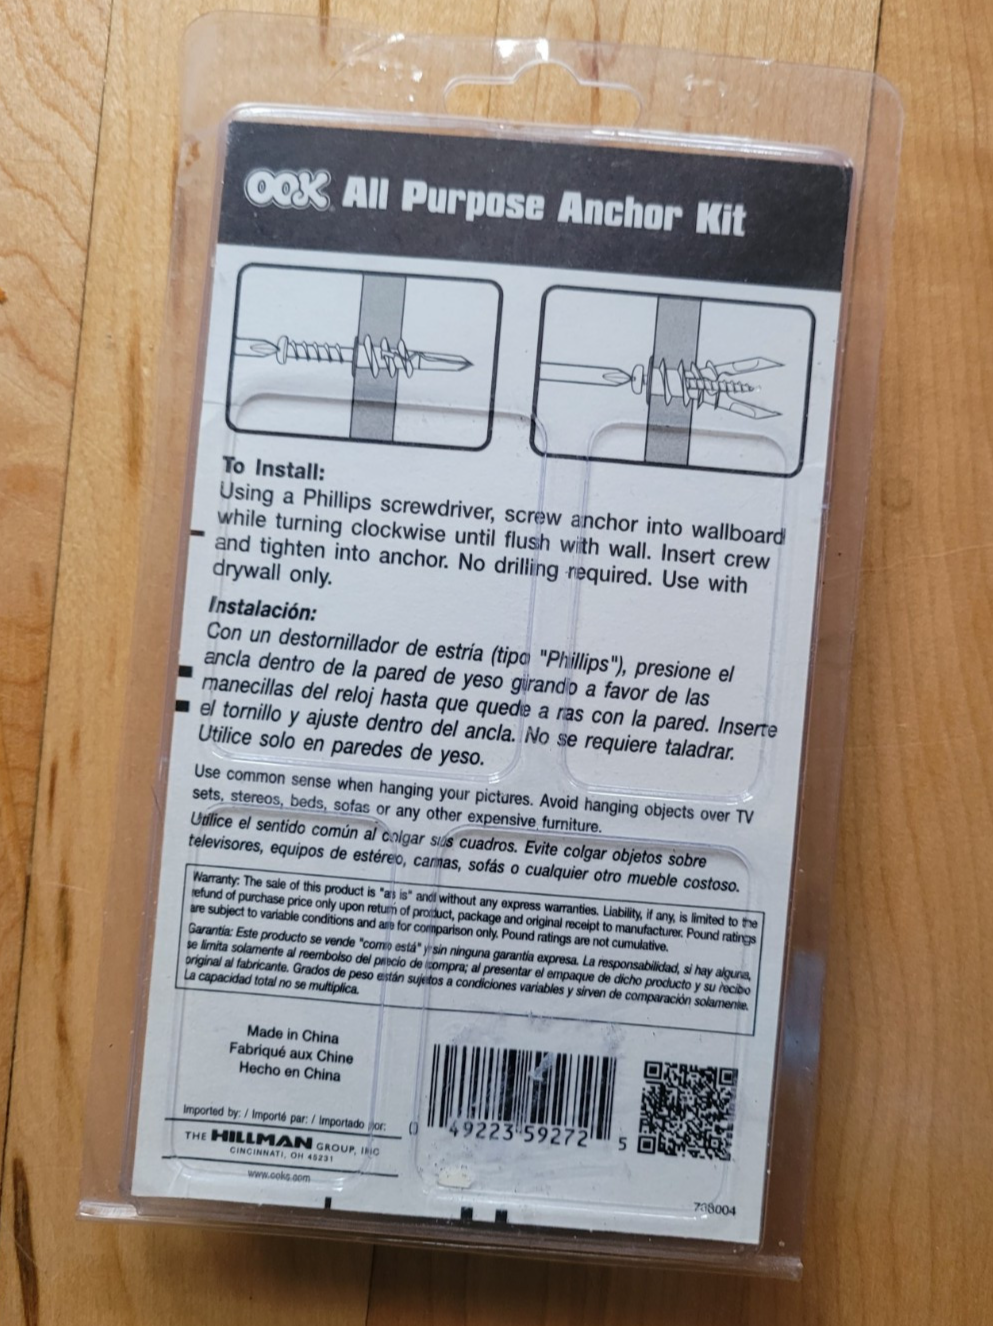 OOK All Purpose Anchor Kit
To Install:
Using a Phillips screwdriver, screw anchor into wallboard
while turning clockwise until flush with wall. Insert crew
and tighten into anchor. No drilling required. Use with
drywall only.
Instalación:
Con un destornillador de estría (tipo "Phillips"), presione el
ancla dentro de la pared de yeso girando a favor de las
manecillas del reloj hasta que quede a ras con la pared. Inserte
el tornillo y ajuste dentro del ancla. No se requiere taladrar.
Utilice solo en paredes de yeso.
Use common sense when hanging your pictures. Avoid hanging objects over TV
sets, stereos, beds, sofas or any other expensive furniture.
Utilice el sentido común al colgar sus cuadros. Evite colgar objetos sobre
televisores, equipos de estéreo, camas, sofás o cualquier otro mueble costoso.
Warranty: The sale of this product is "as is" and without any express warranties. Liability, if any, is limited to the
refund of purchase price only upon return of product, package and original receipt to manufacturer. Pound ratings
are subject to variable conditions and are for comparison only. Pound ratings are not cumulative.
Garantía: Este producto se vende "como está" y sin ninguna garantía expresa. La responsabilidad, si hay alguna,
se limita solamente al reembolso del precio de compra; al presentar el empaque de dicho producto y su recibo
original al fabricante. Grados de peso están sujetos a condiciones variables y sirven de comparación solamente.
La capacidad total no se multiplica.
Made in China
Fabriqué aux Chine
Hecho en China
Imported by: / Importé par: / Importado por:
THE HILLMAN GROUP, INC
CINCINNATI, OH 45231
www.ooks.com
0 49223 59272 5
738004